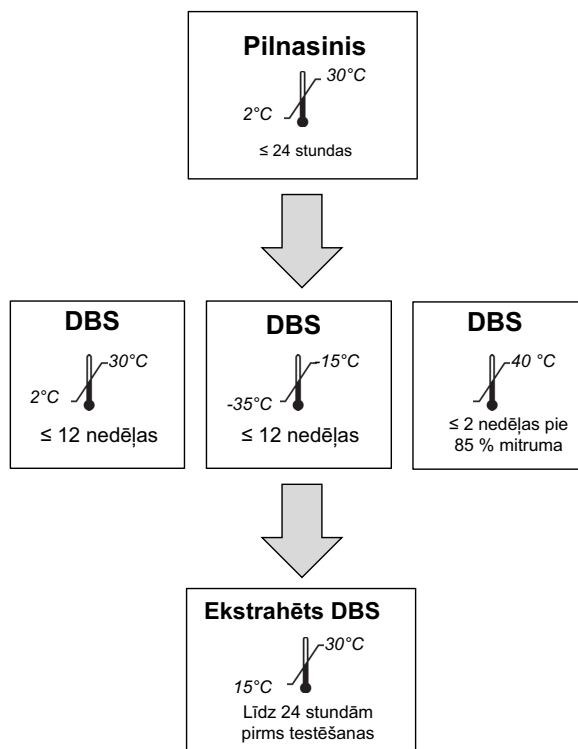 Pilnasinis
30°C
2°C
≤ 24 stundas
DBS
30°C
2°C
≤ 12 nedēļas
DBS
-15°C
-35°C
≤ 12 nedēļas
DBS
40 °C
≤ 2 nedēļas pie
85 % mitruma
Ekstrahēts DBS
30°C
15°C
Līdz 24 stundām
pirms testēšanas